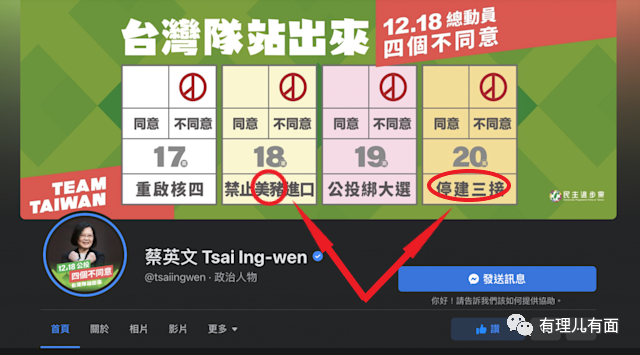 台灣隊站出來
12.18 總動員
四個不同意
同意 不同意
同意 不同意
同意 不同意
同意 不同意
17
18
19
20
重啟核四
禁止美豬進口
公投綁大選
停建三接
TEAM
TAIWAN
民主進步黨
12.18 公投
四個不同意
蔡英文 Tsai Ing-wen
@tsaiingwen · 政治人物
發送訊息
你好！請告訴我們該如何提供協助。
首頁
關於
相片
影片
更多
讚
有理儿有面